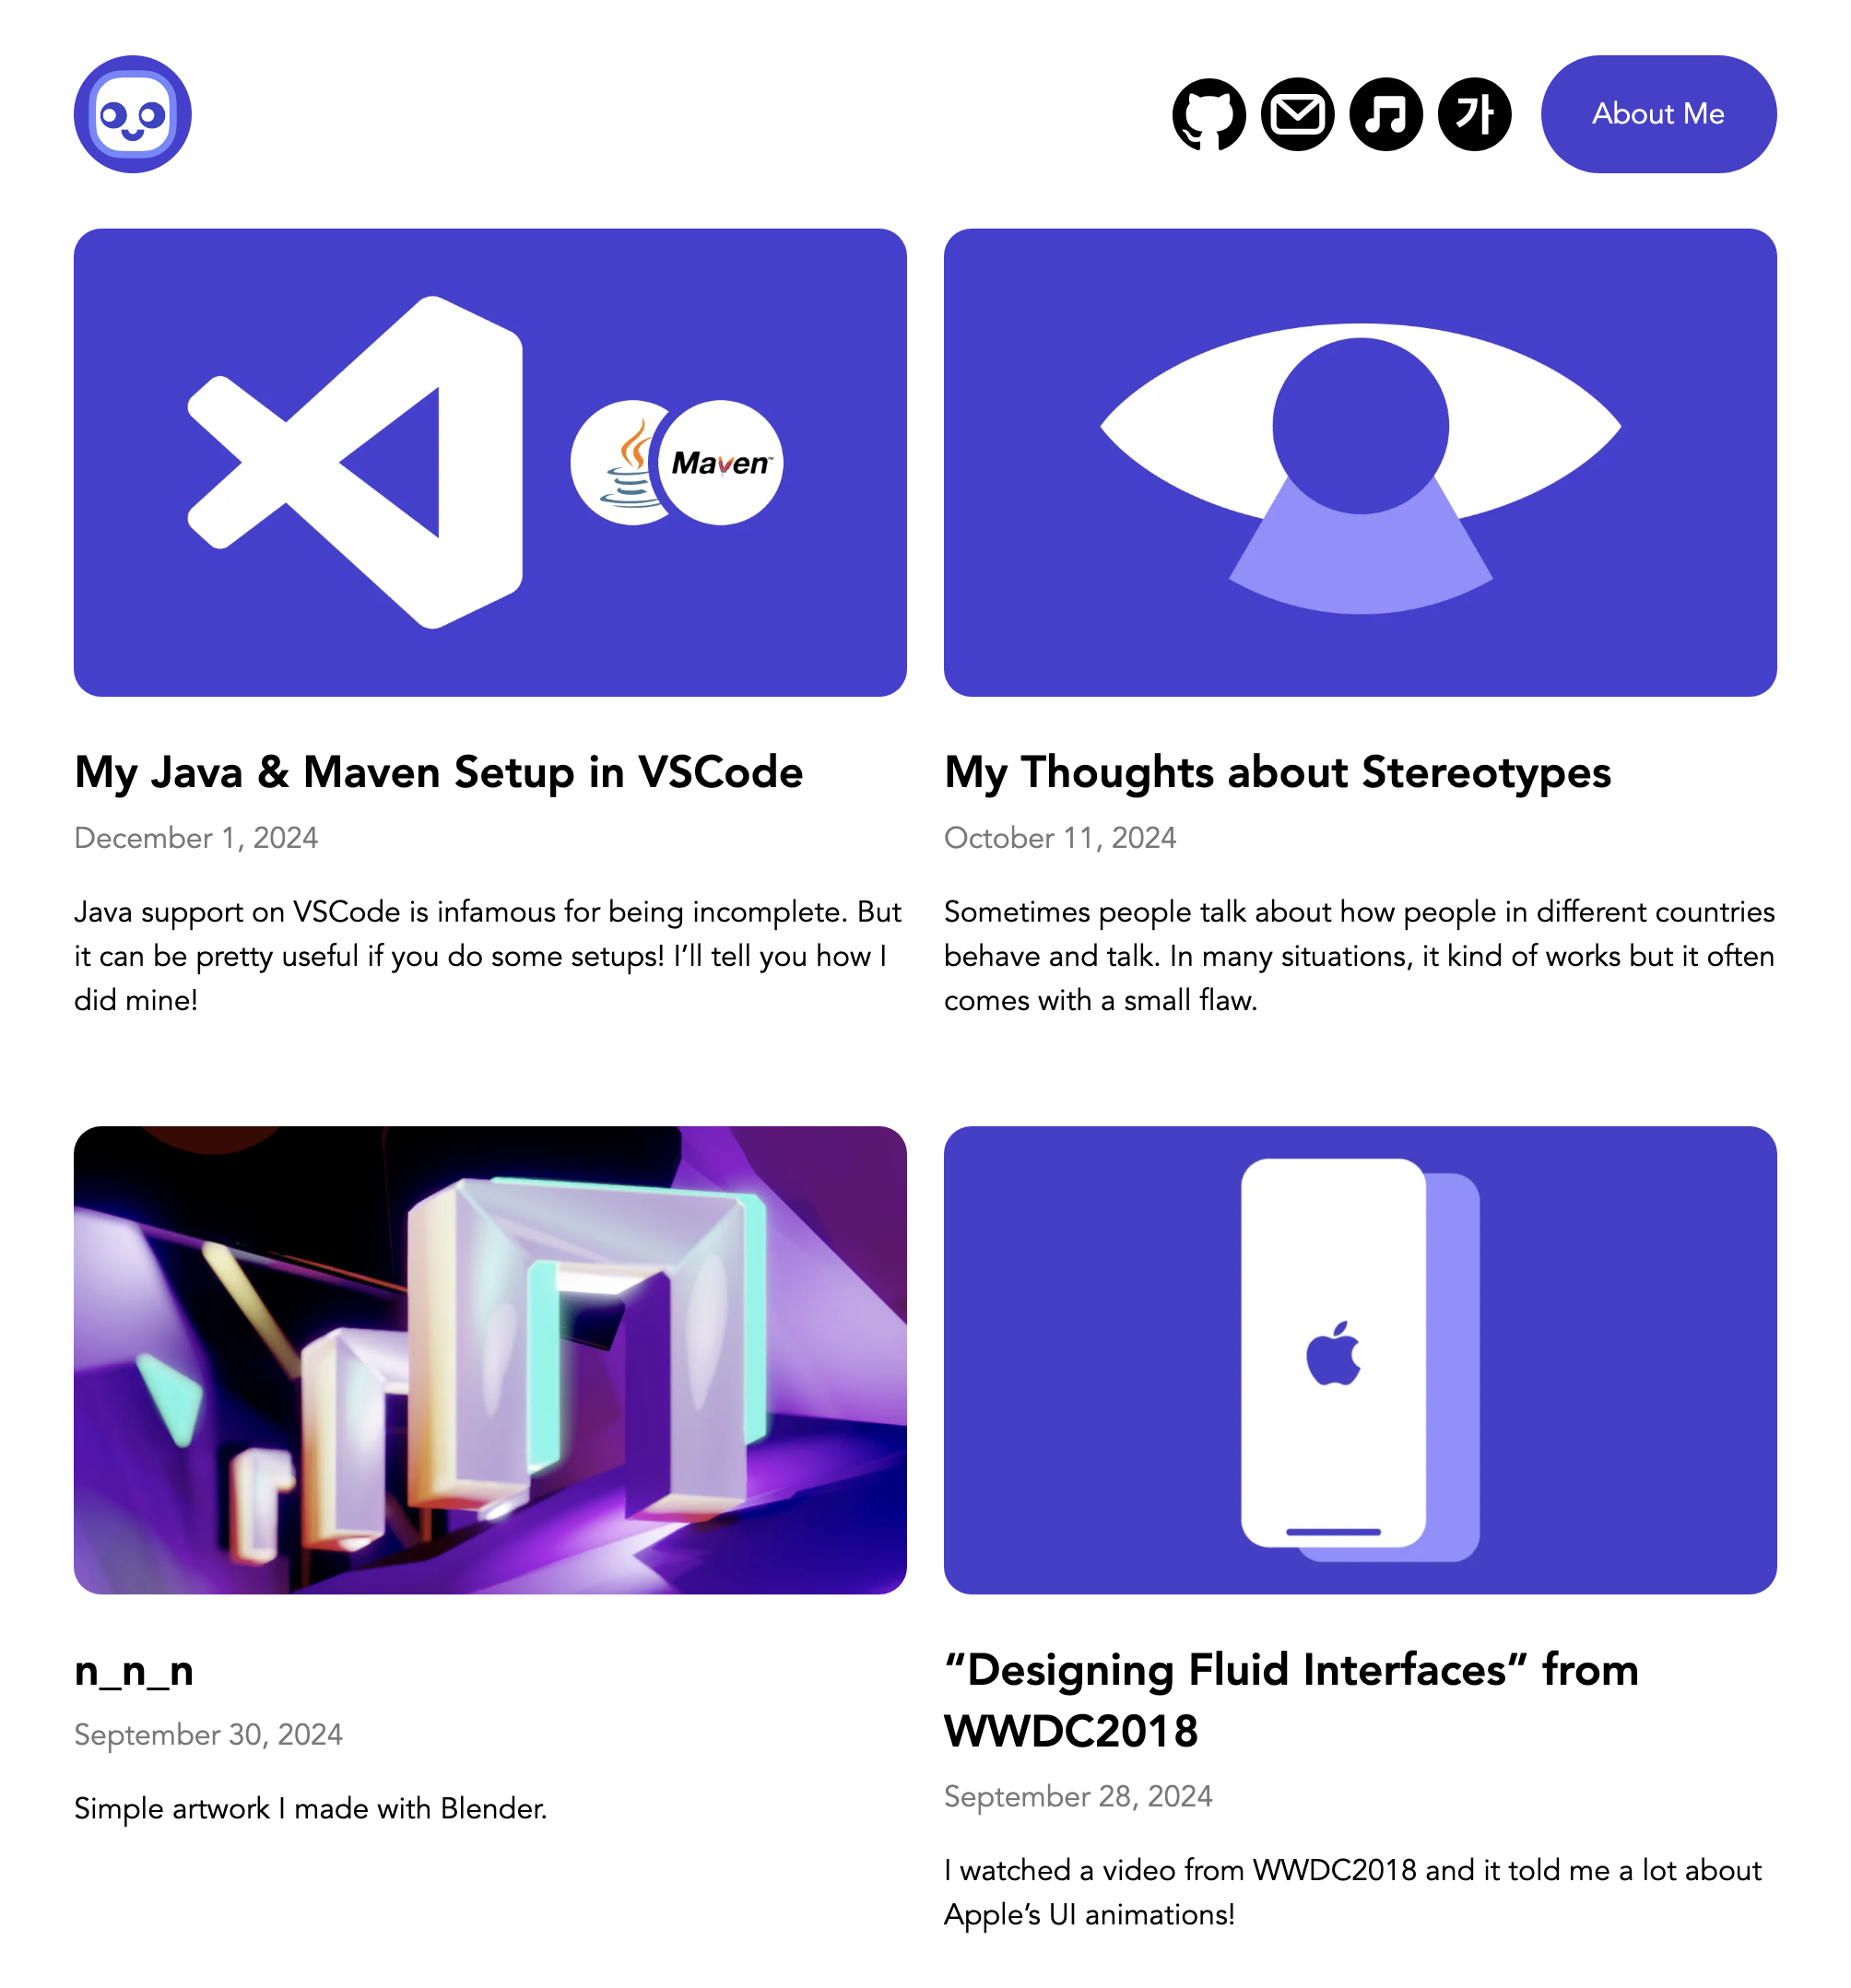 가
About Me
Maven™
My Java & Maven Setup in VSCode
December 1, 2024
Java support on VSCode is infamous for being incomplete. But
it can be pretty useful if you do some setups! I’ll tell you how I
did mine!
My Thoughts about Stereotypes
October 11, 2024
Sometimes people talk about how people in different countries
behave and talk. In many situations, it kind of works but it often
comes with a small flaw.
n_n_n
September 30, 2024
Simple artwork I made with Blender.
“Designing Fluid Interfaces” from
WWDC2018
September 28, 2024
I watched a video from WWDC2018 and it told me a lot about
Apple’s UI animations!